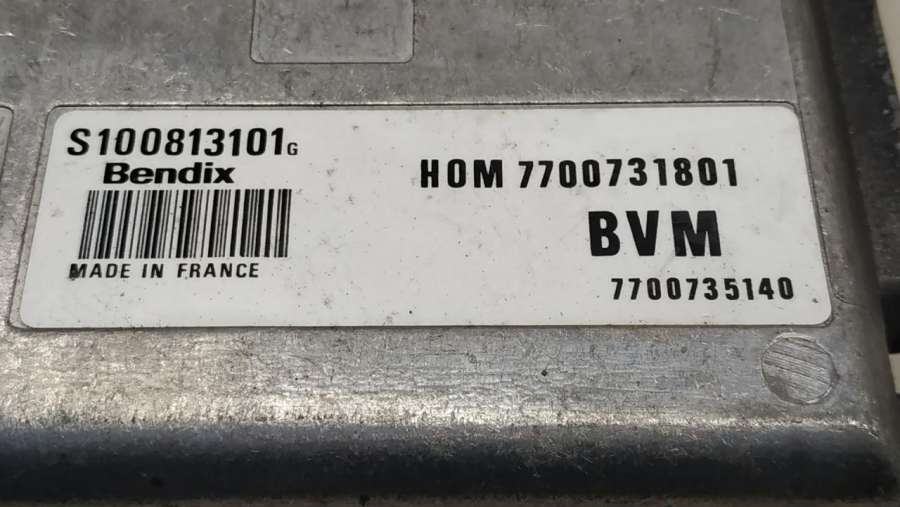 S100813101G
Bendix
MADE IN FRANCE
HOM 7700731801
BVM
7700735140